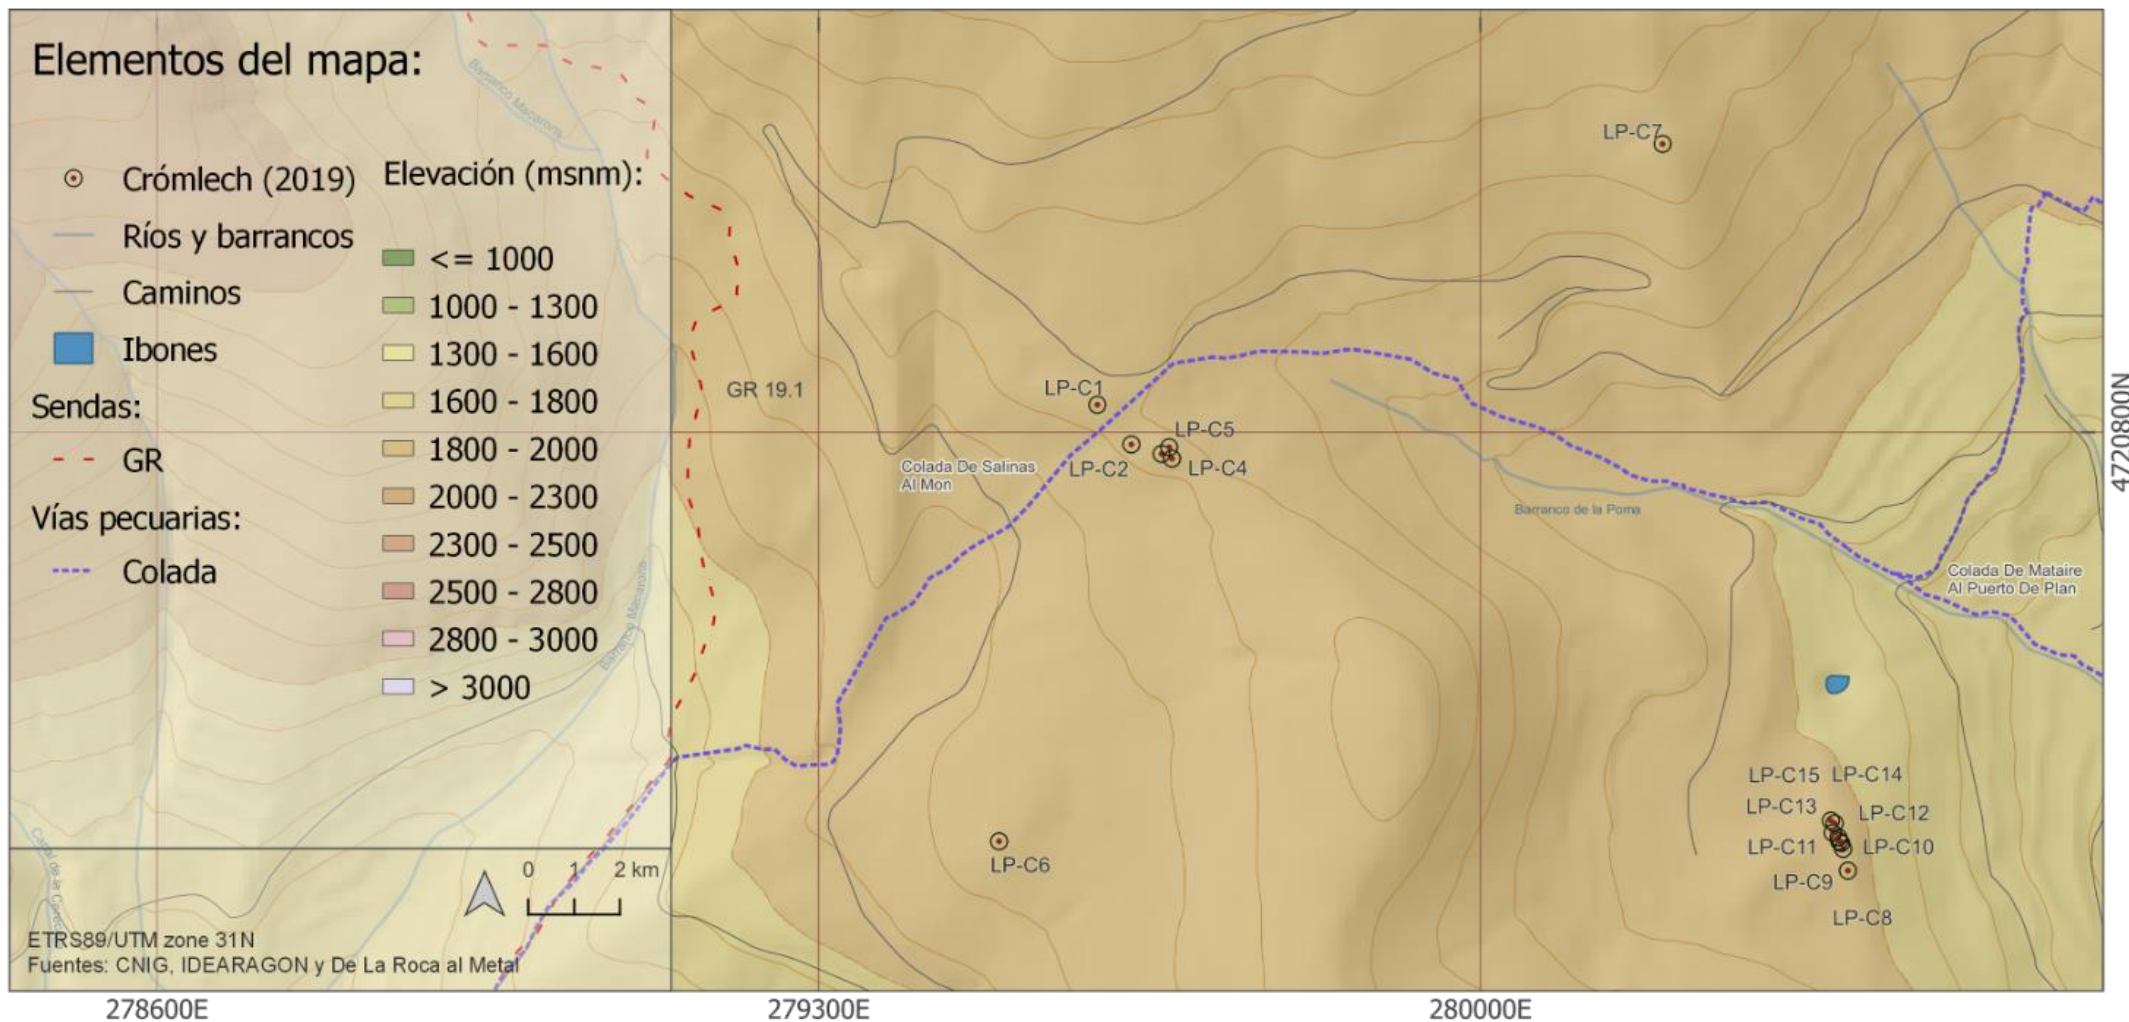 Elementos del mapa:
Crómlech (2019)
Ríos y barrancos
Caminos
Ibones
Sendas:
GR
Vías pecuarias:
Colada
Elevación (msnm):
<= 1000
1000 - 1300
1300 - 1600
1600 - 1800
1800 - 2000
2000 - 2300
2300 - 2500
2500 - 2800
2800 - 3000
> 3000
0 1 2 km
ETRS89/UTM zone 31N
Fuentes: CNIG, IDEARAGON y De La Roca al Metal
Barranco Macarons
Barranco Macarons
GR 19.1
LP-C7
LP-C1
LP-C5
LP-C2
LP-C4
Colada De Salinas
Al Mon
Barranco de la Poma
Colada De Mataire
Al Puerto De Plan
LP-C6
LP-C15 LP-C14
LP-C13
LP-C12
LP-C11
LP-C10
LP-C9
LP-C8
4720800N
278600E
279300E
280000E